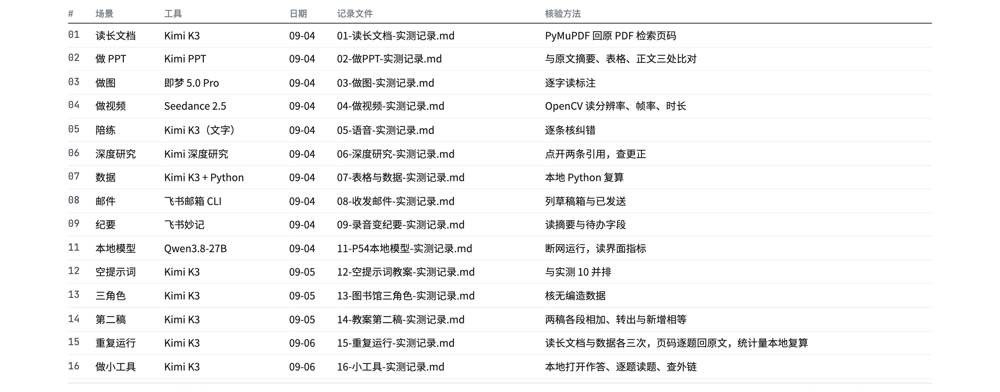 # 场景 工具 日期 记录文件 核验方法
01 读长文档 Kimi K3 09-04 01-读长文档-实测记录.md PyMuPDF 回原 PDF 检索页码
02 做 PPT Kimi PPT 09-04 02-做PPT-实测记录.md 与原文摘要、表格、正文三处比对
03 做图 即梦 5.0 Pro 09-04 03-做图-实测记录.md 逐字读标注
04 做视频 Seedance 2.5 09-04 04-做视频-实测记录.md OpenCV 读分辨率、帧率、时长
05 陪练 Kimi K3（文字） 09-04 05-语音-实测记录.md 逐条核纠错
06 深度研究 Kimi 深度研究 09-04 06-深度研究-实测记录.md 点开两条引用，查更正
07 数据 Kimi K3 + Python 09-04 07-表格与数据-实测记录.md 本地 Python 复算
08 邮件 飞书邮箱 CLI 09-04 08-收发邮件-实测记录.md 列草稿箱与已发送
09 纪要 飞书妙记 09-04 09-录音变纪要-实测记录.md 读摘要与待办字段
11 本地模型 Qwen3.8-27B 09-04 11-P54本地模型-实测记录.md 断网运行，读界面指标
12 空提示词 Kimi K3 09-05 12-空提示词教案-实测记录.md 与实测 10 并排
13 三角色 Kimi K3 09-05 13-图书馆三角色-实测记录.md 核无编造数据
14 第二稿 Kimi K3 09-05 14-教案第二稿-实测记录.md 两稿各段相加、转出与新增相等
15 重复运行 Kimi K3 09-06 15-重复运行-实测记录.md 读长文档与数据各三次，页码逐题回原文，统计量本地复算
16 做小工具 Kimi K3 09-06 16-小工具-实测记录.md 本地打开作答、逐题读题、查外链